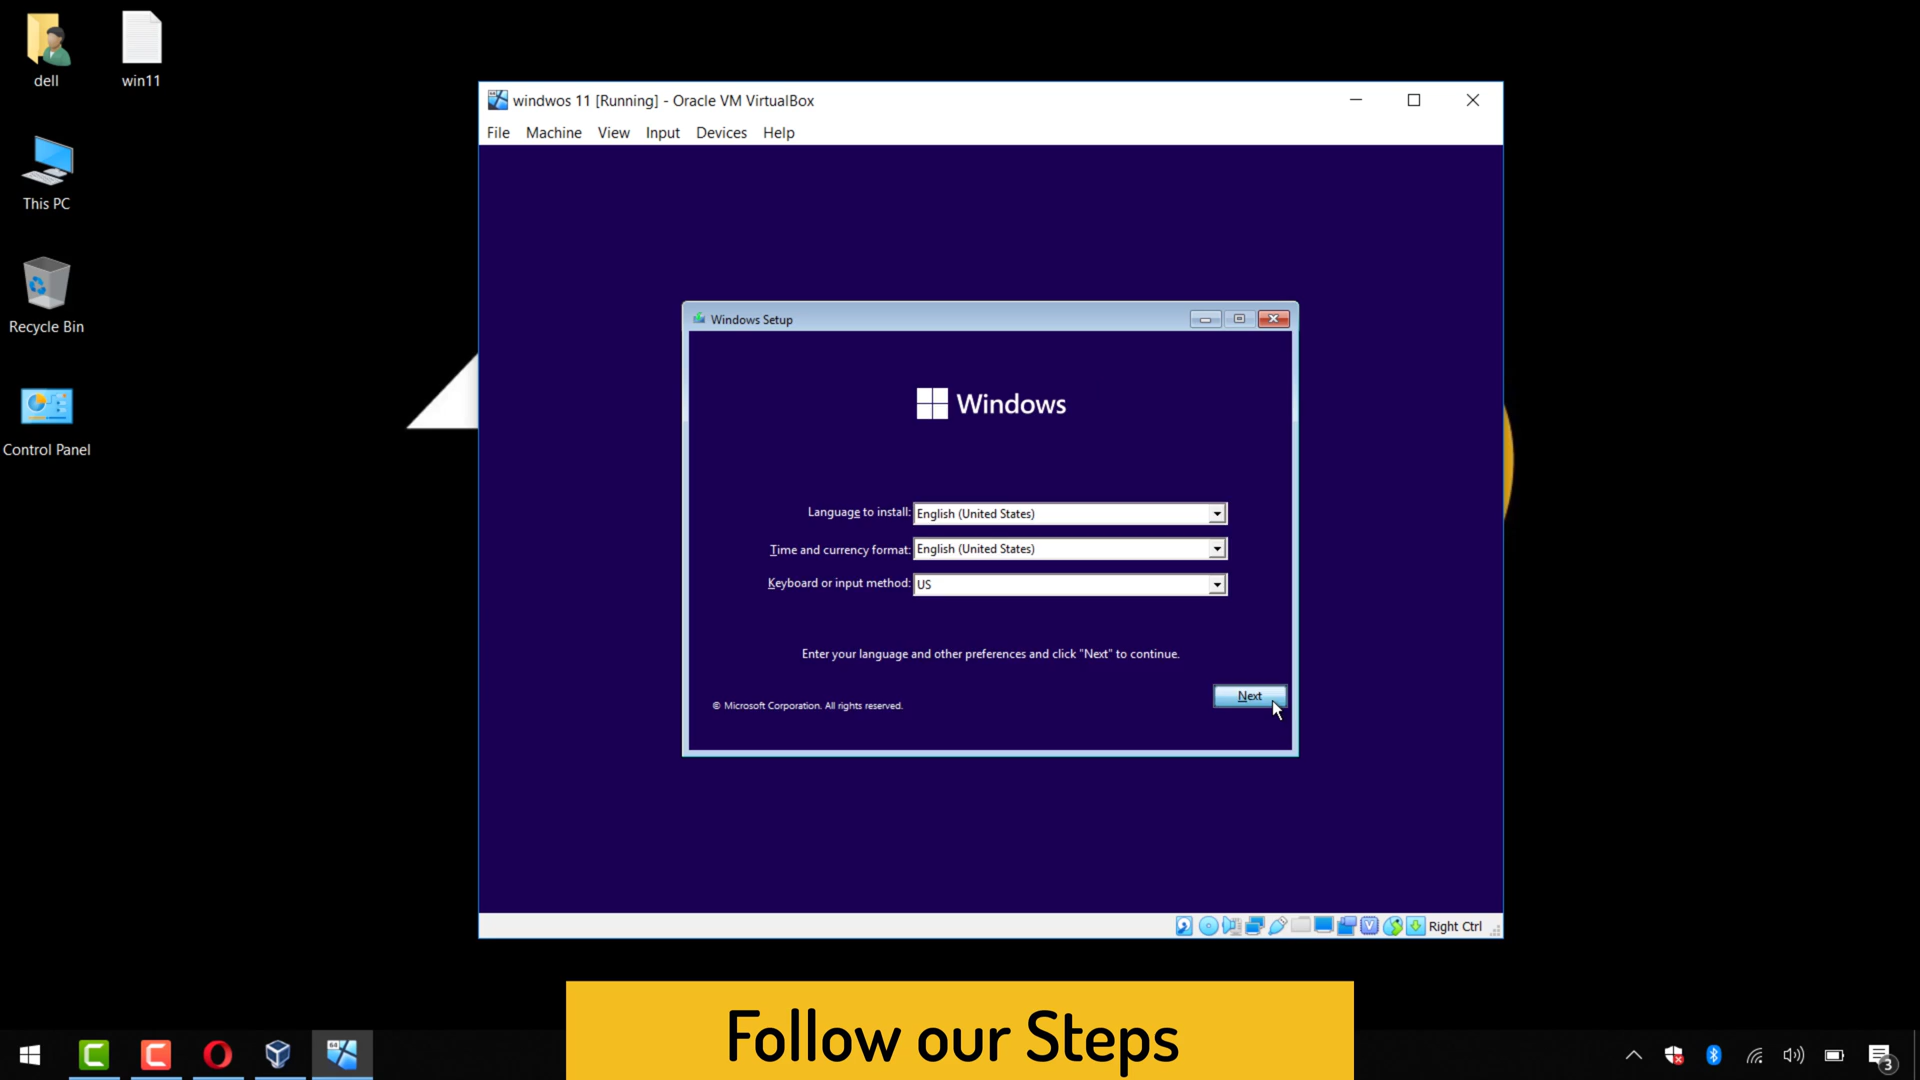 dell
win11
This PC
Recycle Bin
Control Panel
windwos 11 [Running] - Oracle VM VirtualBox
File Machine View Input Devices Help
Windows Setup
Windows
Language to install: English (United States)
Time and currency format: English (United States)
Keyboard or input method: US
Enter your language and other preferences and click "Next" to continue.
Next
© Microsoft Corporation. All rights reserved.
Right Ctrl
Follow our Steps
64
3